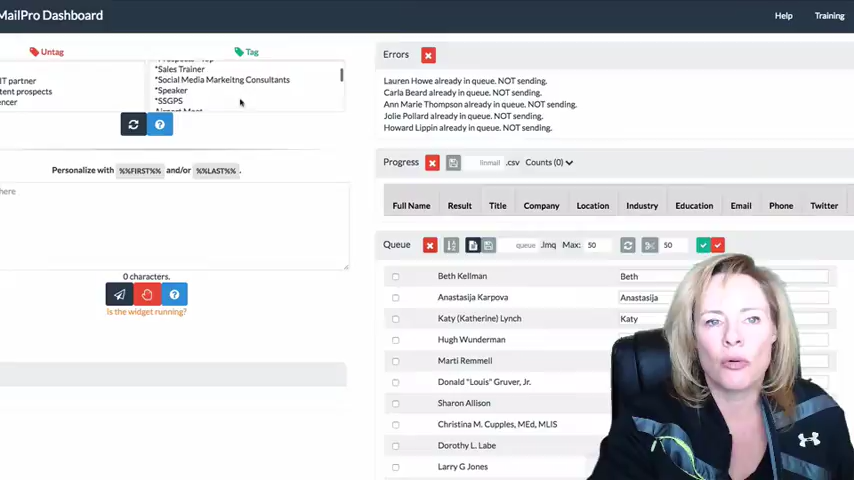 MailPro Dashboard
Help
Training
Untag
Tag
*Sales Trainer
*Social Media Markeitng Consultants
*Speaker
*SSGPS
IT partner
tent prospects
encer
Personalize with %%FIRST%% and/or %%LAST%%.
here
0 characters.
Is the widget running?
Errors
Lauren Howe already in queue. NOT sending.
Carla Beard already in queue. NOT sending.
Ann Marie Thompson already in queue. NOT sending.
Jolie Pollard already in queue. NOT sending.
Howard Lippin already in queue. NOT sending.
Progress linmail .csv Counts (0)
Full Name Result Title Company Location Industry Education Email Phone Twitter
Queue queue .lmq Max: 50 50
Beth Kellman Beth
Anastasija Karpova Anastasija
Katy (Katherine) Lynch Katy
Hugh Wunderman
Marti Remmell
Donald "Louis" Gruver, Jr.
Sharon Allison
Christina M. Cupples, MEd, MLIS
Dorothy L. Labe
Larry G Jones